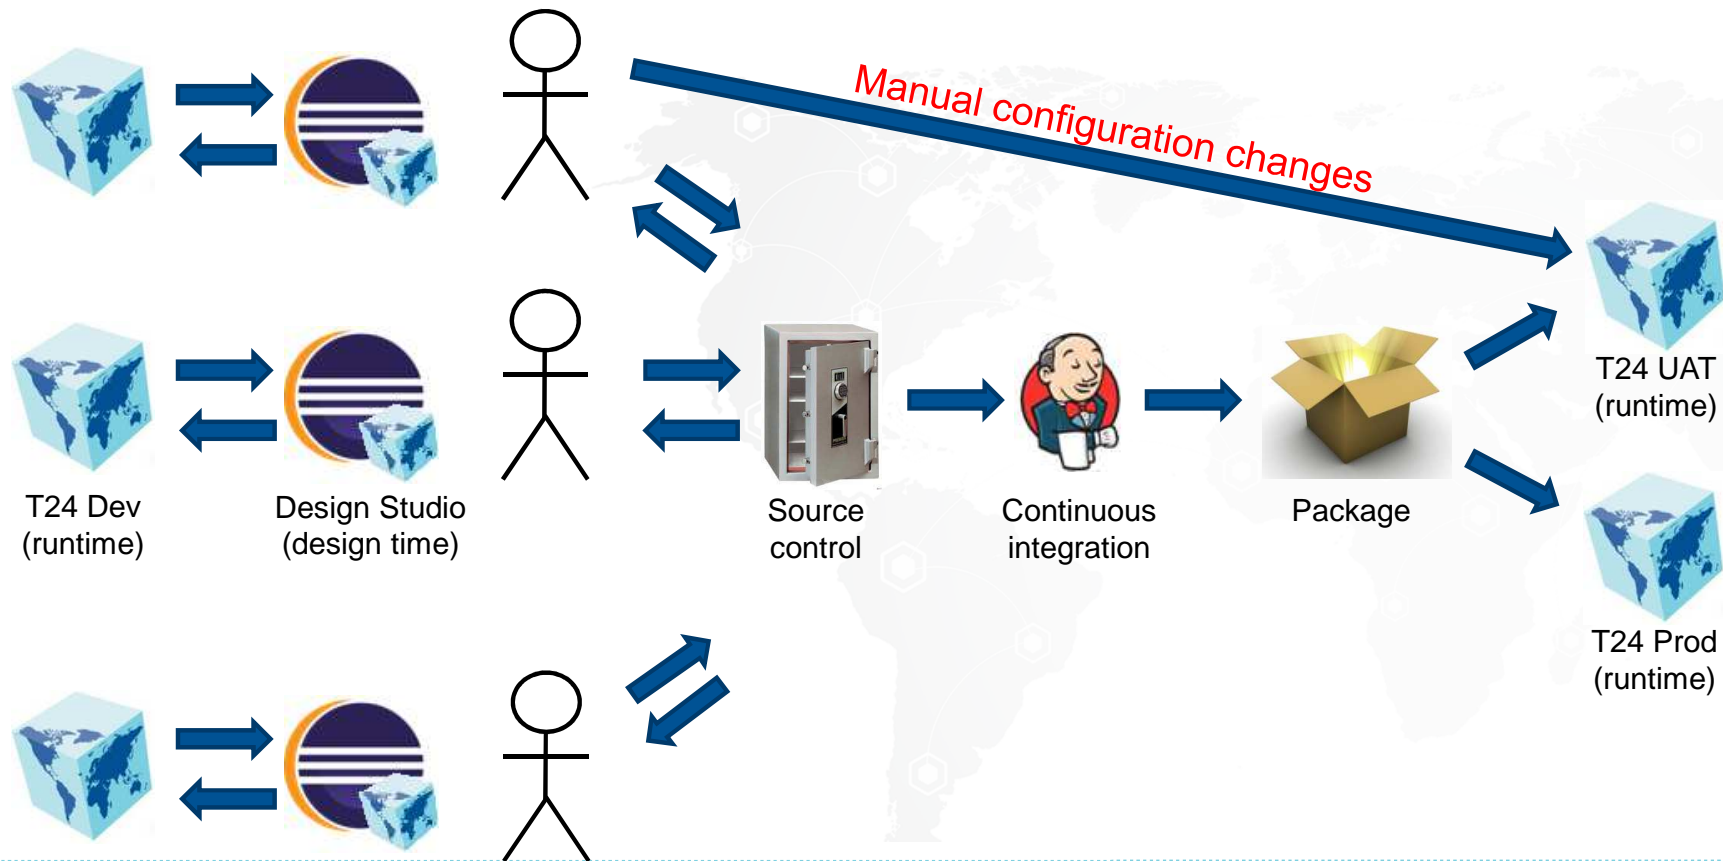 Manual configuration changes
T24 UAT
(runtime)
T24 Dev
(runtime)
Design Studio
(design time)
Source
control
Continuous
integration
Package
T24 Prod
(runtime)